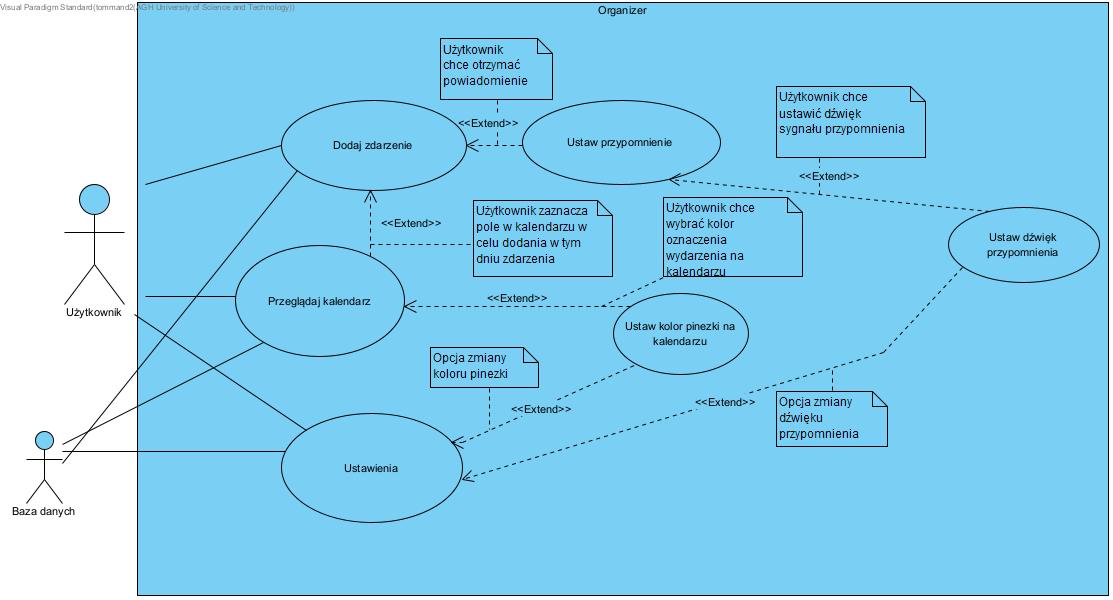 Visual Paradigm Standard(tommand2(AGH University of Science and Technology))
Organizer
Użytkownik
chce otrzymać
powiadomienie
Użytkownik chce
ustawić dźwięk
sygnału przypomnienia
<<Extend>>
Dodaj zdarzenie
Ustaw przypomnienie
<<Extend>>
Użytkownik zaznacza
pole w kalendarzu w
celu dodania w tym
dniu zdarzenia
Użytkownik chce
wybrać kolor
oznaczenia
wydarzenia na
kalendarzu
<<Extend>>
Ustaw dźwięk
przypomnienia
Przeglądaj kalendarz
<<Extend>>
Użytkownik
Ustaw kolor pinezki na
kalendarzu
Opcja zmiany
koloru pinezki
<<Extend>>
<<Extend>>
Opcja zmiany
dźwięku
przypomnienia
Ustawienia
Baza danych